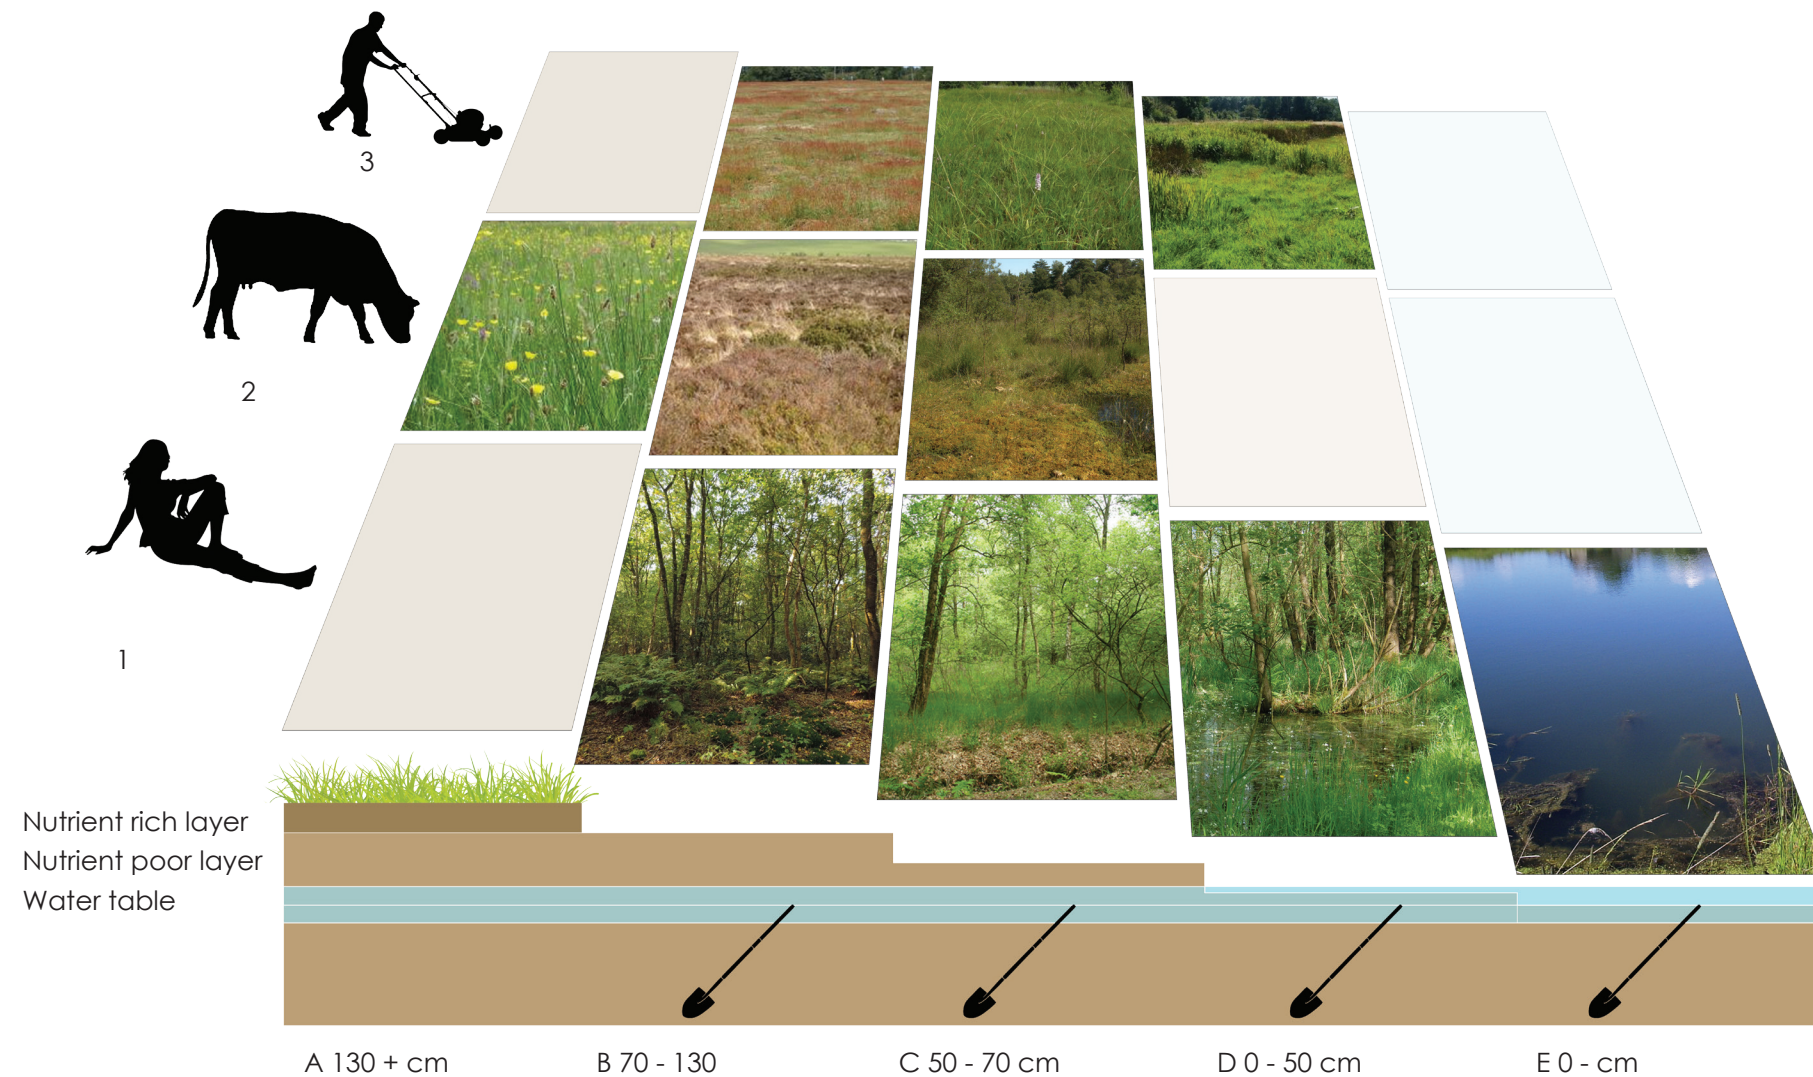 3
2
1
Nutrient rich layer
Nutrient poor layer
Water table
A 130 + cm
B 70 - 130
C 50 - 70 cm
D 0 - 50 cm
E 0 - cm